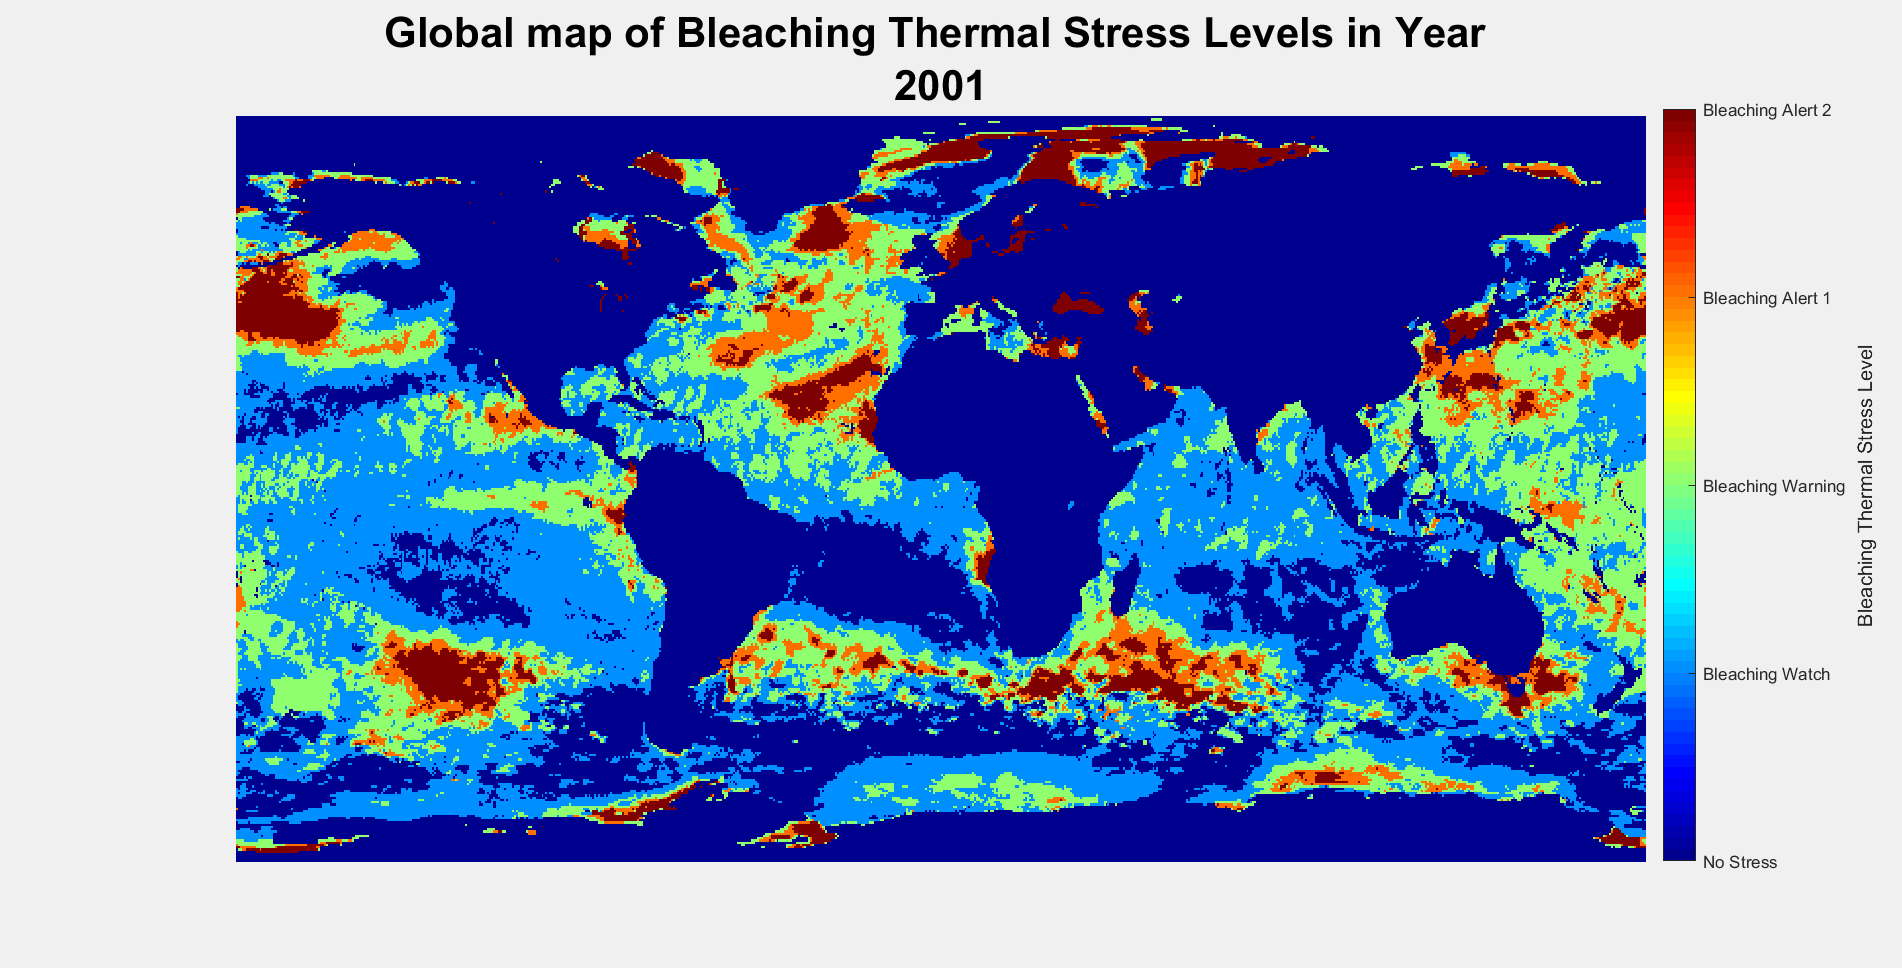 Global map of Bleaching Thermal Stress Levels in Year
2001
Bleaching Alert 2
Bleaching Alert 1
Bleaching Warning
Bleaching Watch
No Stress
Bleaching Thermal Stress Level